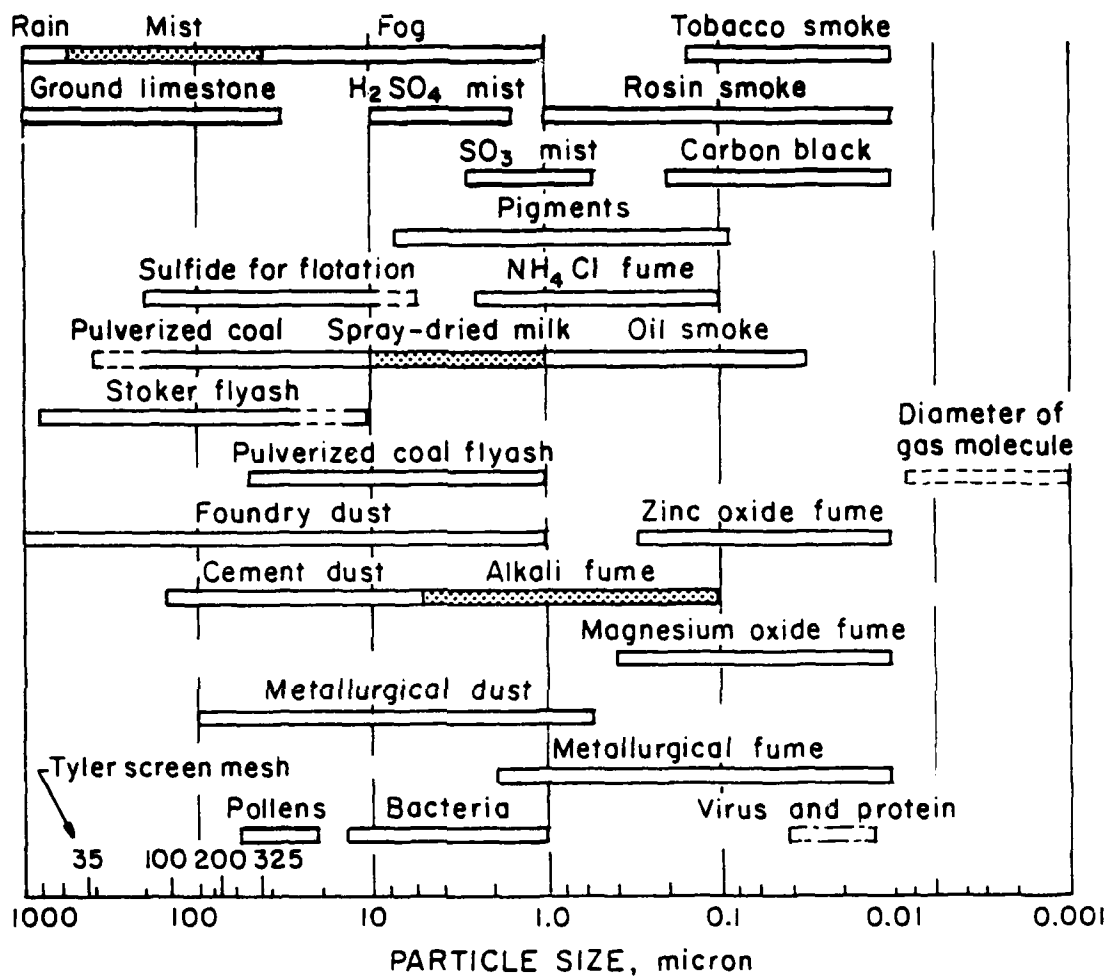 Rain Mist Fog Tobacco smoke
Ground limestone H₂SO₄ mist Rosin smoke
SO₃ mist Carbon black
Pigments
Sulfide for flotation NH₄Cl fume
Pulverized coal Spray-dried milk Oil smoke
Stoker flyash
Diameter of
gas molecule
Pulverized coal flyash
Foundry dust Zinc oxide fume
Cement dust Alkali fume
Magnesium oxide fume
Metallurgical dust
Metallurgical fume
Tyler screen mesh
Pollens Bacteria Virus and protein
35 100 200 325
1000 100 10 1.0 0.1 0.01 0.001
PARTICLE SIZE, micron